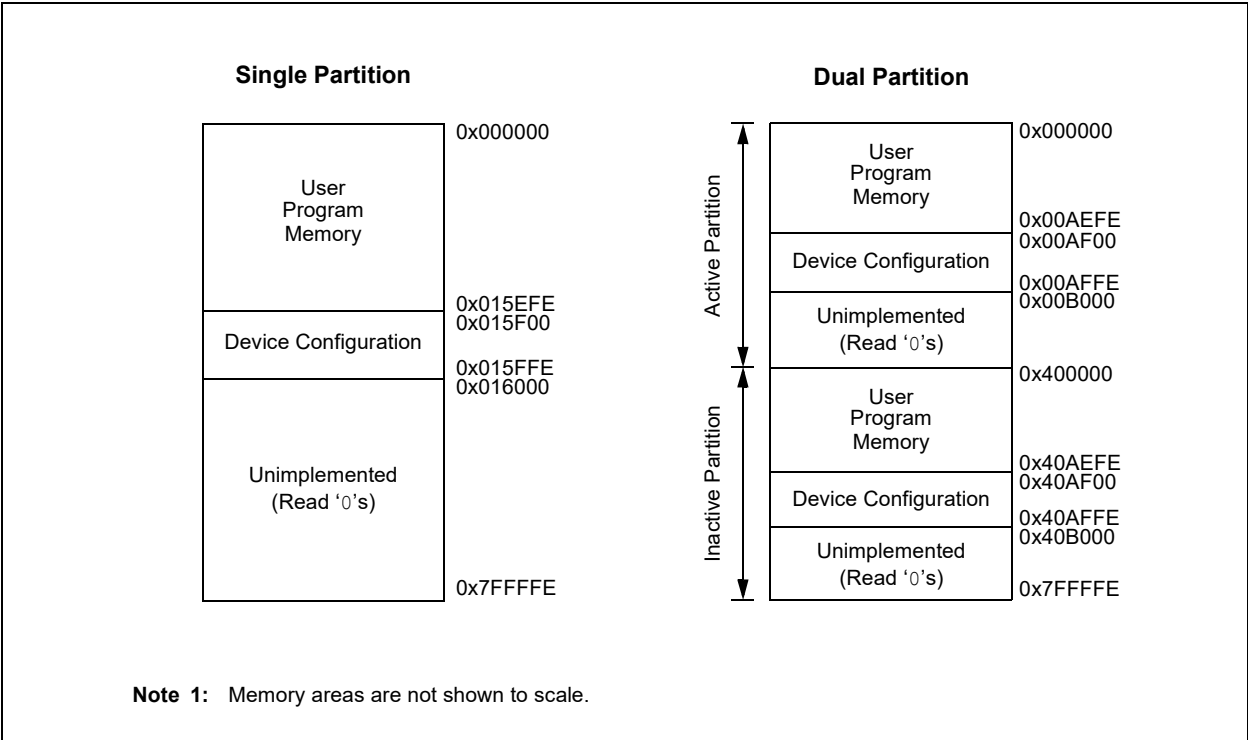 Single Partition
0x000000
User
Program
Memory
0x015EFE
0x015F00
Device Configuration
0x015FFE
0x016000
Unimplemented
(Read ‘0’s)
0x7FFFFE
Dual Partition
Active Partition
0x000000
User
Program
Memory
0x00AEFE
0x00AF00
Device Configuration
0x00AFFE
0x00B000
Unimplemented
(Read ‘0’s)
Inactive Partition
0x400000
User
Program
Memory
0x40AEFE
0x40AF00
Device Configuration
0x40AFFE
0x40B000
Unimplemented
(Read ‘0’s)
0x7FFFFE
Note 1: Memory areas are not shown to scale.